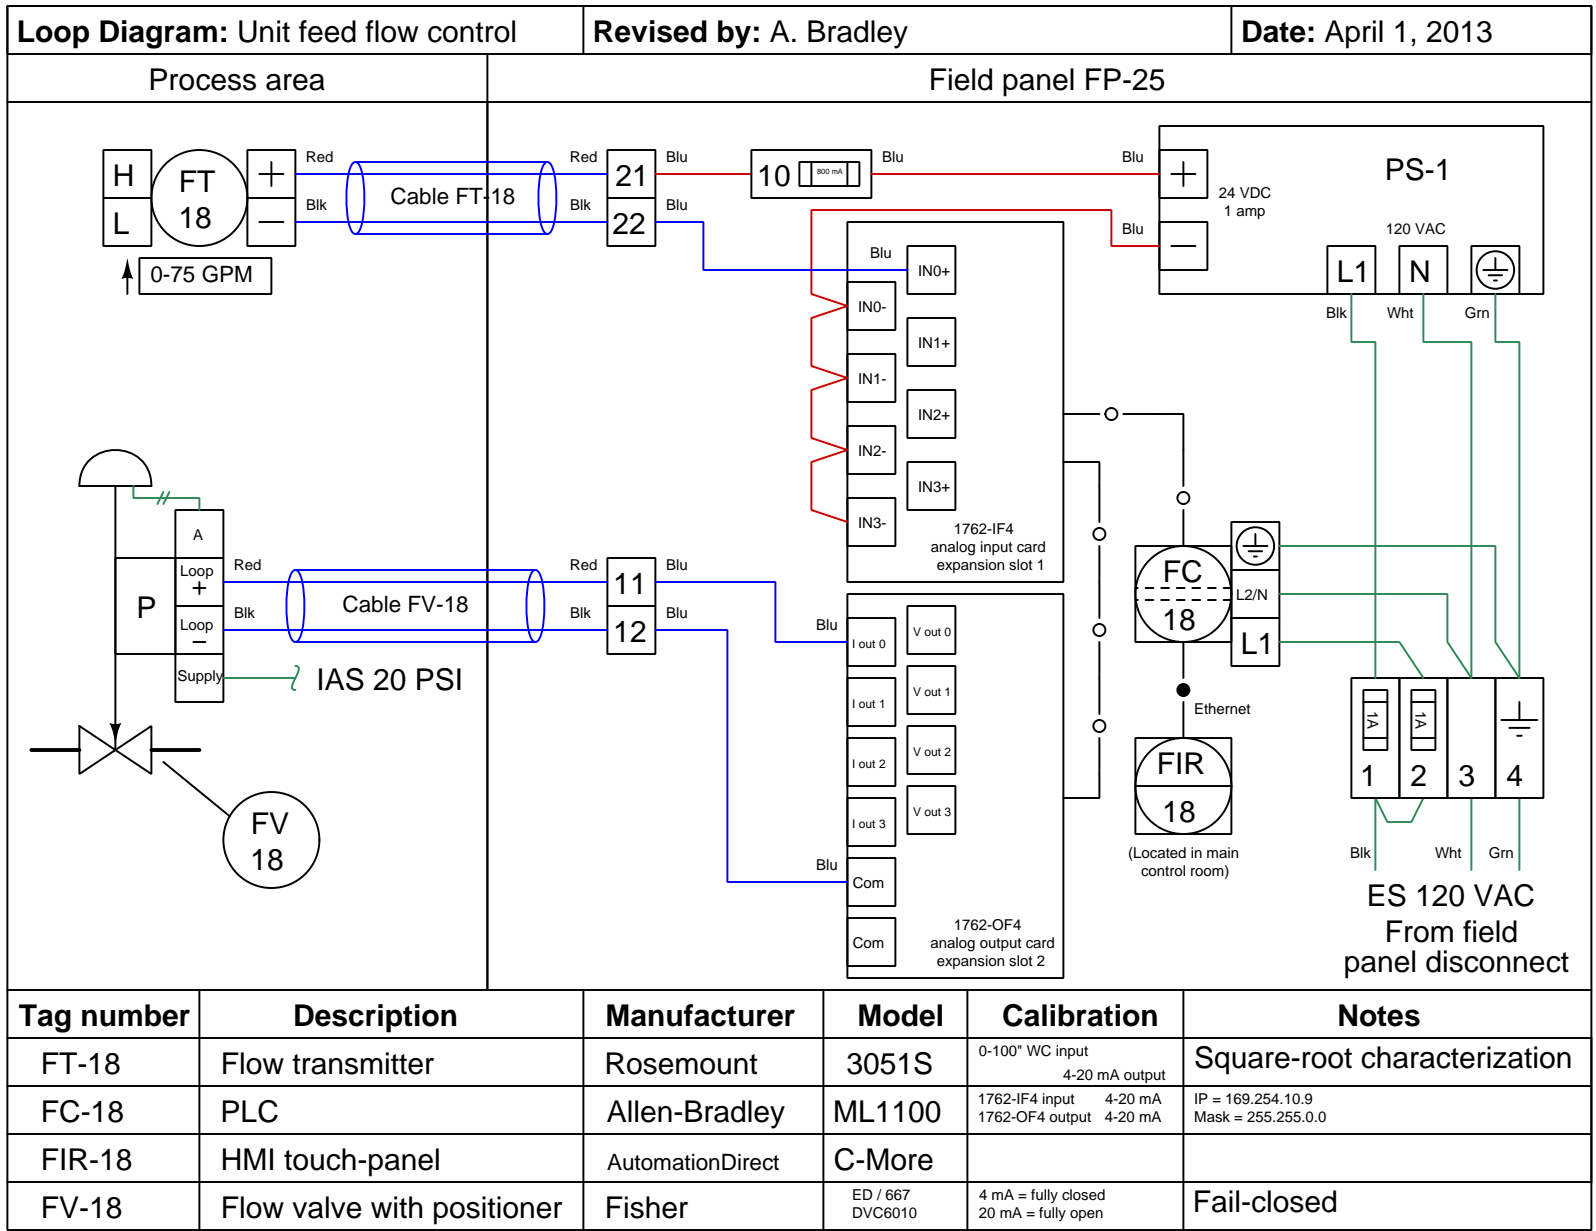 Loop Diagram: Unit feed flow control
Revised by: A. Bradley
Date: April 1, 2013
Process area
Field panel FP-25
H
L
FT
18
+
−
Red
Blk
Cable FT-18
Red
Blk
21
22
Blu
Blu
10
800 mA
Blu
Blu
Blu
+
−
24 VDC
1 amp
PS-1
120 VAC
L1
N
Blk
Wht
Grn
0-75 GPM
Blu
IN0+
IN0-
IN1+
IN1-
IN2+
IN2-
IN3+
IN3-
1762-IF4
analog input card
expansion slot 1
A
P
Loop
+
Loop
−
Supply
Red
Blk
Cable FV-18
Red
Blk
11
12
Blu
Blu
IAS 20 PSI
FV
18
Blu
I out 0
V out 0
I out 1
V out 1
I out 2
V out 2
I out 3
V out 3
Blu
Com
Com
1762-OF4
analog output card
expansion slot 2
FC
18
L2/N
L1
Ethernet
FIR
18
(Located in main
control room)
1A
1A
1
2
3
4
Blk
Wht
Grn
ES 120 VAC
From field
panel disconnect
Tag number
Description
Manufacturer
Model
Calibration
Notes
FT-18
Flow transmitter
Rosemount
3051S
0-100" WC input
4-20 mA output
Square-root characterization
FC-18
PLC
Allen-Bradley
ML1100
1762-IF4 input 4-20 mA
1762-OF4 output 4-20 mA
IP = 169.254.10.9
Mask = 255.255.0.0
FIR-18
HMI touch-panel
AutomationDirect
C-More
FV-18
Flow valve with positioner
Fisher
ED / 667
DVC6010
4 mA = fully closed
20 mA = fully open
Fail-closed